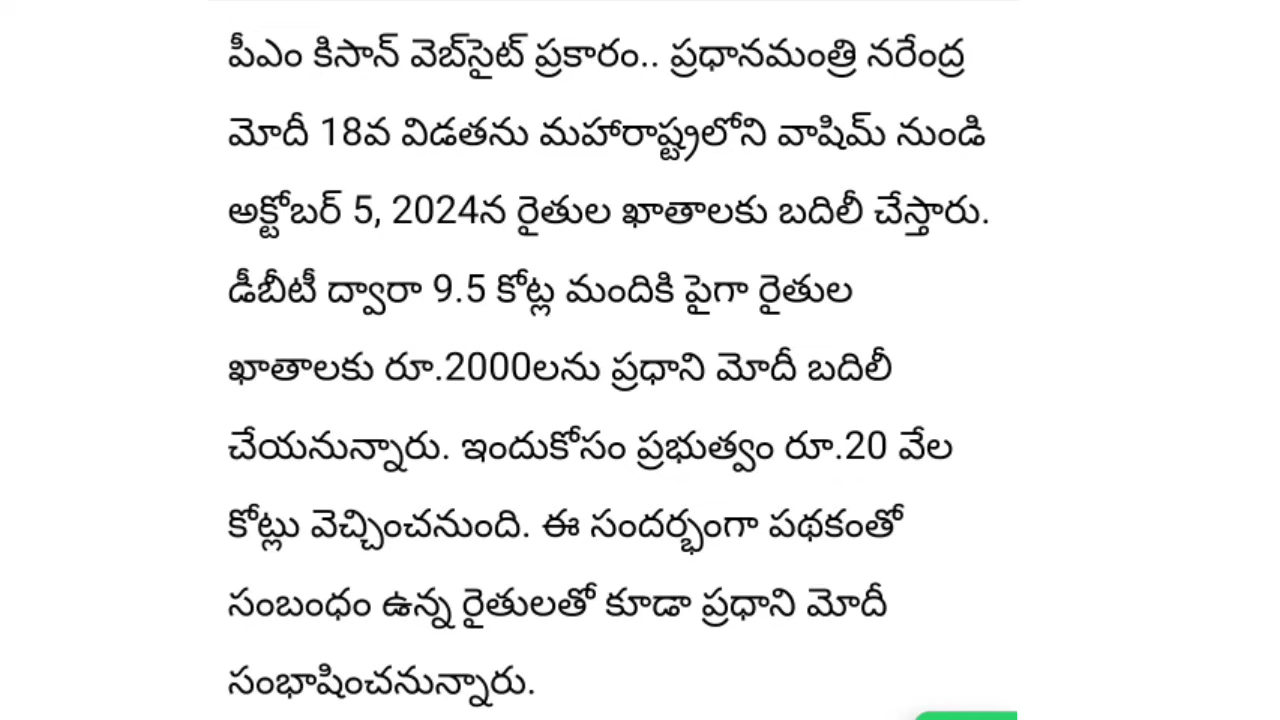 పీఎం కిసాన్ వెబ్‌సైట్ ప్రకారం.. ప్రధానమంత్రి నరేంద్ర
మోదీ 18వ విడతను మహారాష్ట్రలోని వాషిమ్ నుండి
అక్టోబర్ 5, 2024న రైతుల ఖాతాలకు బదిలీ చేస్తారు.
డీబీటీ ద్వారా 9.5 కోట్ల మందికి పైగా రైతుల
ఖాతాలకు రూ.2000లను ప్రధాని మోదీ బదిలీ
చేయనున్నారు. ఇందుకోసం ప్రభుత్వం రూ.20 వేల
కోట్లు వెచ్చించనుంది. ఈ సందర్భంగా పథకంతో
సంబంధం ఉన్న రైతులతో కూడా ప్రధాని మోదీ
సంభాషించనున్నారు.